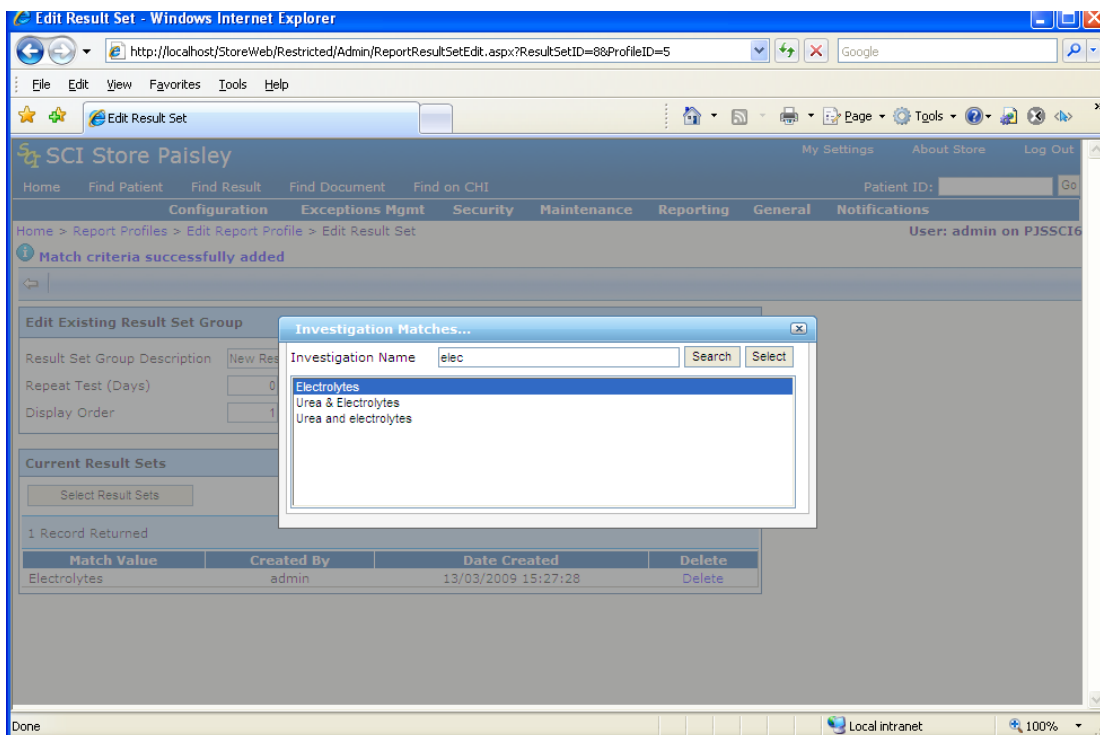 Edit Result Set - Windows Internet Explorer
http://localhost/StoreWeb/Restricted/Admin/ReportResultSetEdit.aspx?ResultSetID=8&ProfileID=5 Google
File Edit View Favorites Tools Help
Edit Result Set Page Tools
SCI Store Paisley My Settings About Store Log Out
Home Find Patient Find Result Find Document Find on CHI Patient ID: Go
Configuration Exceptions Mgmt Security Maintenance Reporting General Notifications
Home > Report Profiles > Edit Report Profile > Edit Result Set User: admin on PJSSCI6
Match criteria successfully added
Edit Existing Result Set Group
Result Set Group Description New Res
Repeat Test (Days) 0
Display Order 1
Investigation Matches...
Investigation Name elec Search Select
Electrolytes
Urea & Electrolytes
Urea and electrolytes
Current Result Sets
Select Result Sets
1 Record Returned
Match Value Created By Date Created Delete
Electrolytes admin 13/03/2009 15:27:28 Delete
Done Local intranet 100%